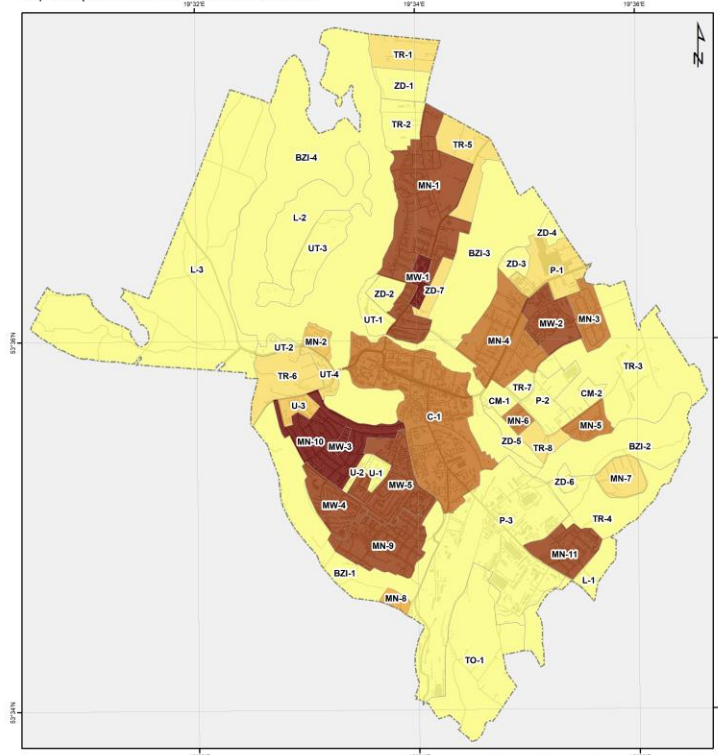 19°32'E 19°34'E 19°36'E
TR-1
ZD-1
TR-2
TR-5
BZI-4
MN-1
L-2
ZD-4
UT-3
BZI-3
ZD-3
L-3
P-1
MW-1
ZD-7
ZD-2
UT-1
MN-3
MW-2
MN-4
MN-2
UT-2
TR-3
UT-4
TR-6
TR-7
CM-2
CM-1
P-2
U-3
C-1
MN-6
MN-5
MN-10
MW-3
ZD-5
TR-8
BZI-2
U-2
U-1
MN-7
MW-5
ZD-6
MW-4
TR-4
P-3
MN-9
MN-11
BZI-1
L-1
MN-8
TO-1
53°34'N
N